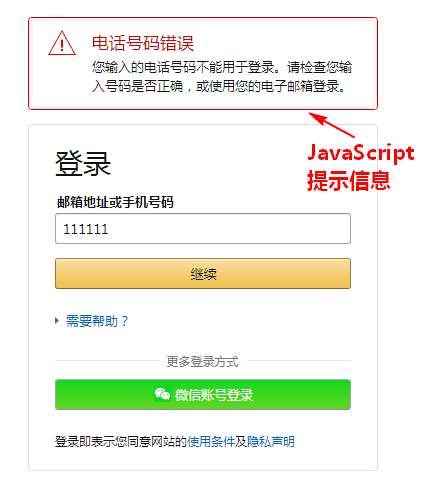 电话号码错误
您输入的电话号码不能用于登录。请检查您输
入号码是否正确，或使用您的电子邮箱登录。
JavaScript
提示信息
登录
邮箱地址或手机号码
111111
继续
需要帮助？
更多登录方式
微信账号登录
登录即表示您同意网站的使用条件及隐私声明